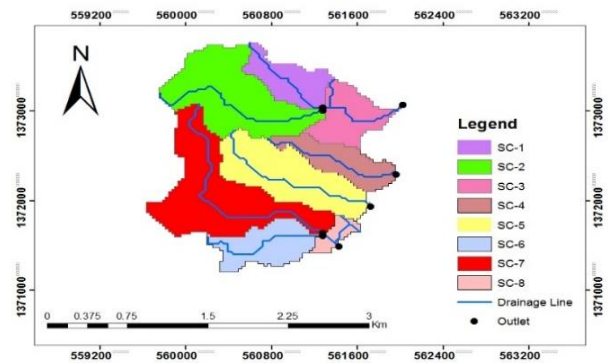 559200 560000 560800 561600 562400 563200
N
1373000
1373000
1372000
1372000
1371000
1371000
Legend
SC-1
SC-2
SC-3
SC-4
SC-5
SC-6
SC-7
SC-8
Drainage Line
Outlet
0 0.375 0.75 1.5 2.25 3
Km
559200 560000 560800 561600 562400 563200